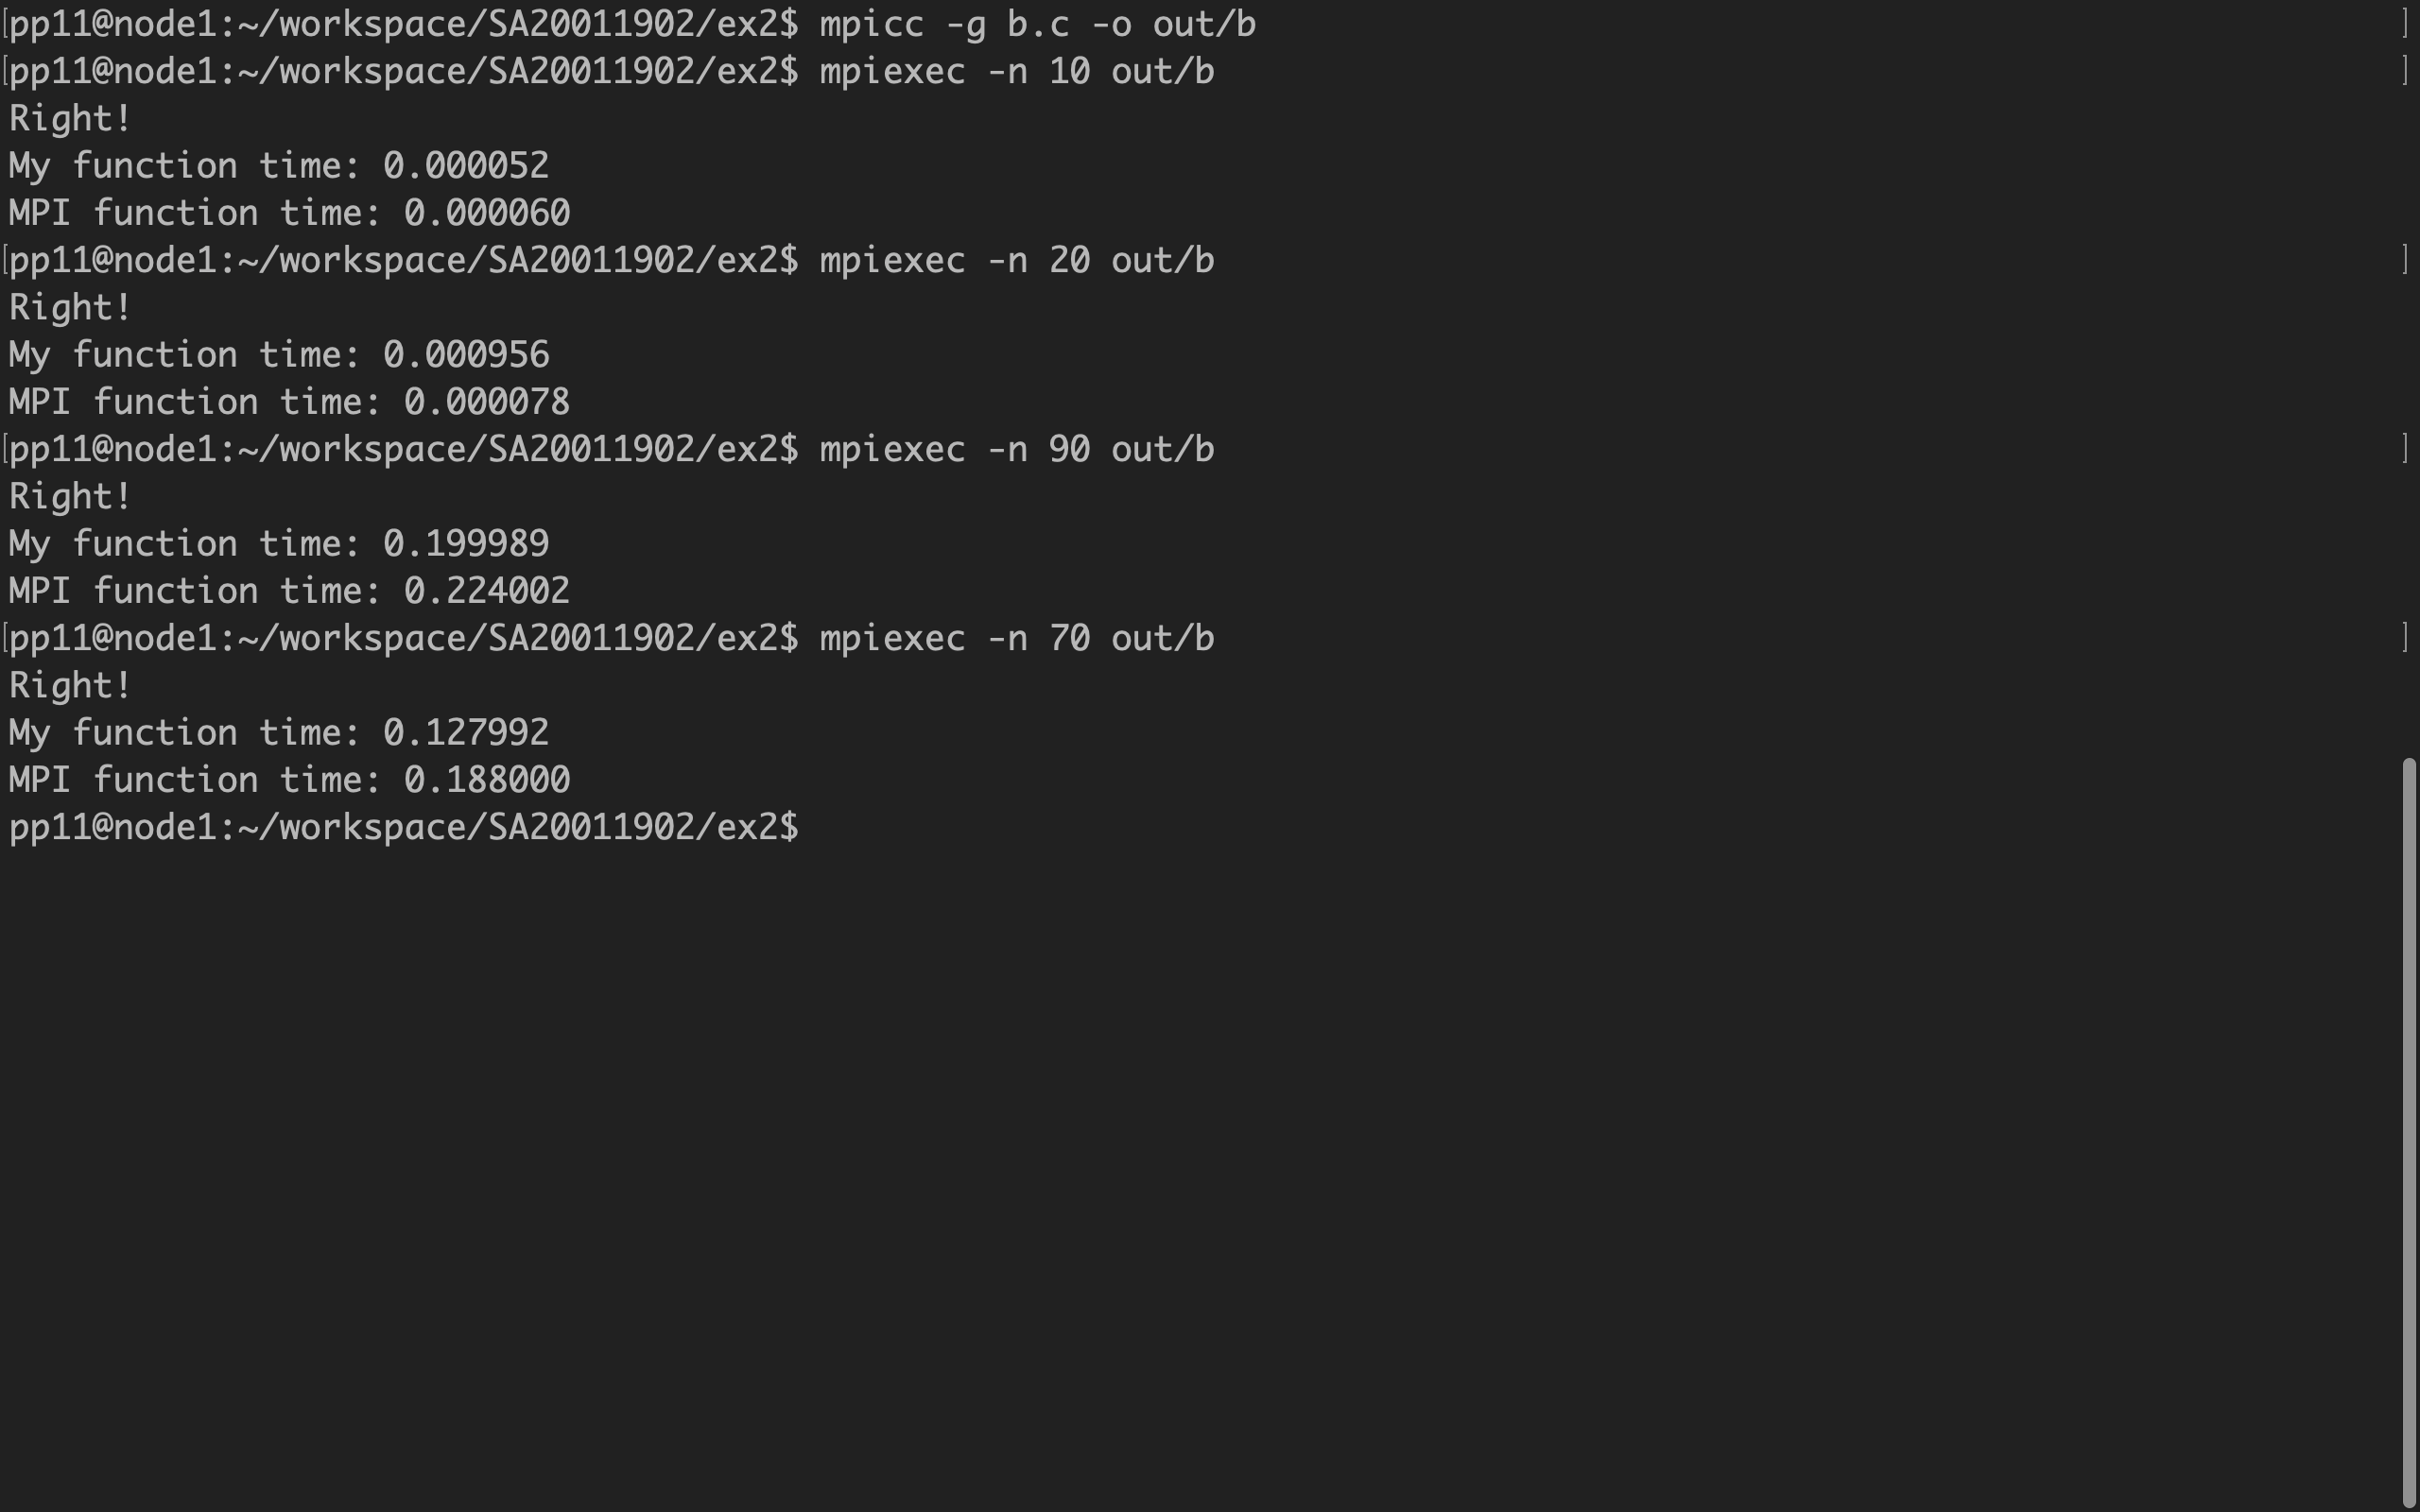 [pp11@node1:~/workspace/SA20011902/ex2$ mpicc -g b.c -o out/b ]
[pp11@node1:~/workspace/SA20011902/ex2$ mpiexec -n 10 out/b ]
Right!
My function time: 0.000052
MPI function time: 0.000060
[pp11@node1:~/workspace/SA20011902/ex2$ mpiexec -n 20 out/b ]
Right!
My function time: 0.000956
MPI function time: 0.000078
[pp11@node1:~/workspace/SA20011902/ex2$ mpiexec -n 90 out/b ]
Right!
My function time: 0.199989
MPI function time: 0.224002
[pp11@node1:~/workspace/SA20011902/ex2$ mpiexec -n 70 out/b ]
Right!
My function time: 0.127992
MPI function time: 0.188000
pp11@node1:~/workspace/SA20011902/ex2$